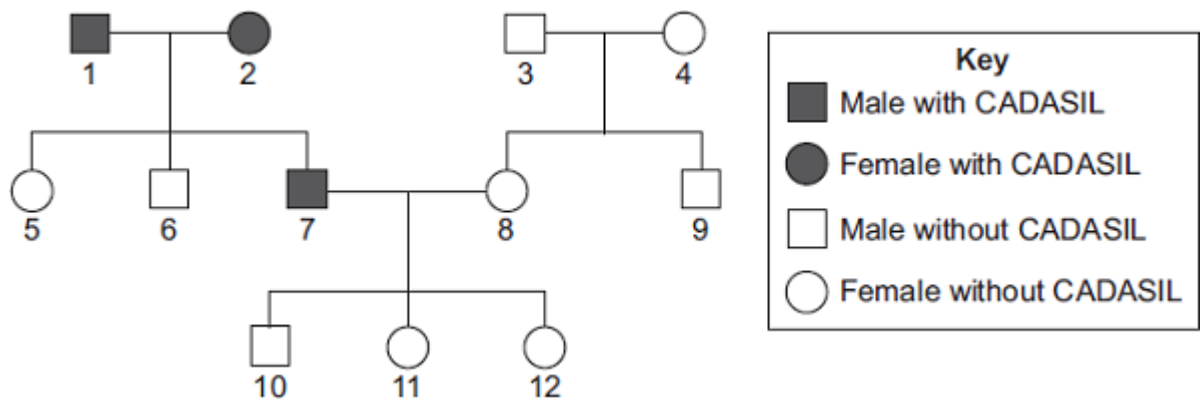 1 2 3 4
Key
Male with CADASIL
Female with CADASIL
Male without CADASIL
Female without CADASIL
5 6 7 8 9
10 11 12